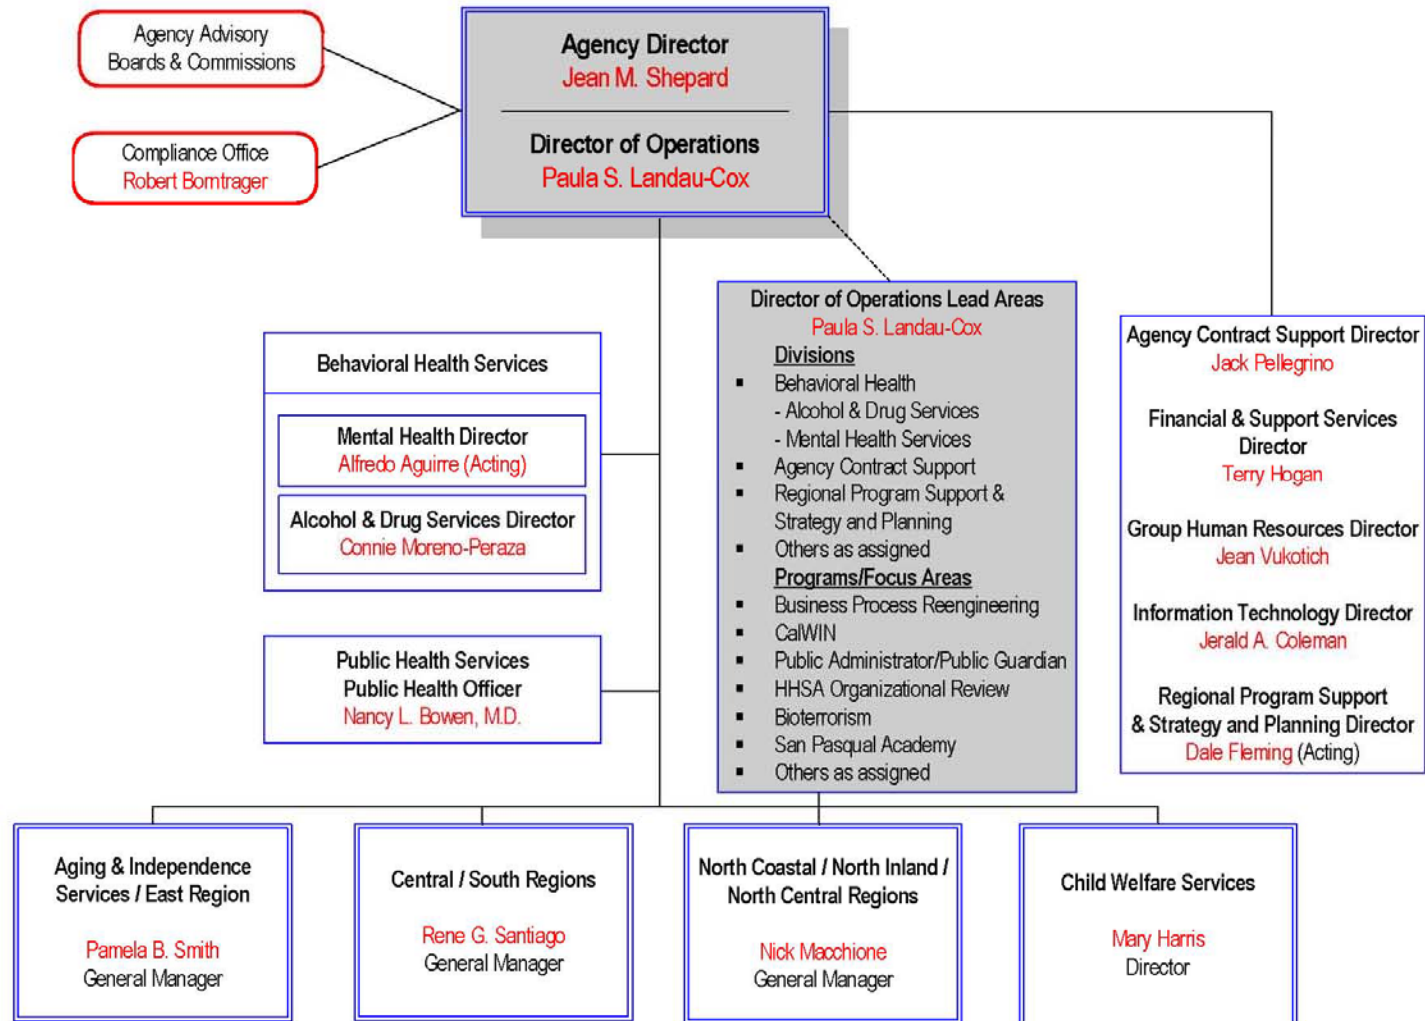 Agency Advisory
Boards & Commissions
Compliance Office
Robert Borntrager
Agency Director
Jean M. Shepard
Director of Operations
Paula S. Landau-Cox
Behavioral Health Services
Mental Health Director
Alfredo Aguirre (Acting)
Alcohol & Drug Services Director
Connie Moreno-Peraza
Public Health Services
Public Health Officer
Nancy L. Bowen, M.D.
Director of Operations Lead Areas
Paula S. Landau-Cox
Divisions
▪ Behavioral Health
- Alcohol & Drug Services
- Mental Health Services
▪ Agency Contract Support
▪ Regional Program Support &
Strategy and Planning
▪ Others as assigned
Programs/Focus Areas
▪ Business Process Reengineering
▪ CalWIN
▪ Public Administrator/Public Guardian
▪ HHSA Organizational Review
▪ Bioterrorism
▪ San Pasqual Academy
▪ Others as assigned
Agency Contract Support Director
Jack Pellegrino
Financial & Support Services
Director
Terry Hogan
Group Human Resources Director
Jean Vukotich
Information Technology Director
Jerald A. Coleman
Regional Program Support
& Strategy and Planning Director
Dale Fleming (Acting)
Aging & Independence
Services / East Region
Pamela B. Smith
General Manager
Central / South Regions
Rene G. Santiago
General Manager
North Coastal / North Inland /
North Central Regions
Nick Macchione
General Manager
Child Welfare Services
Mary Harris
Director